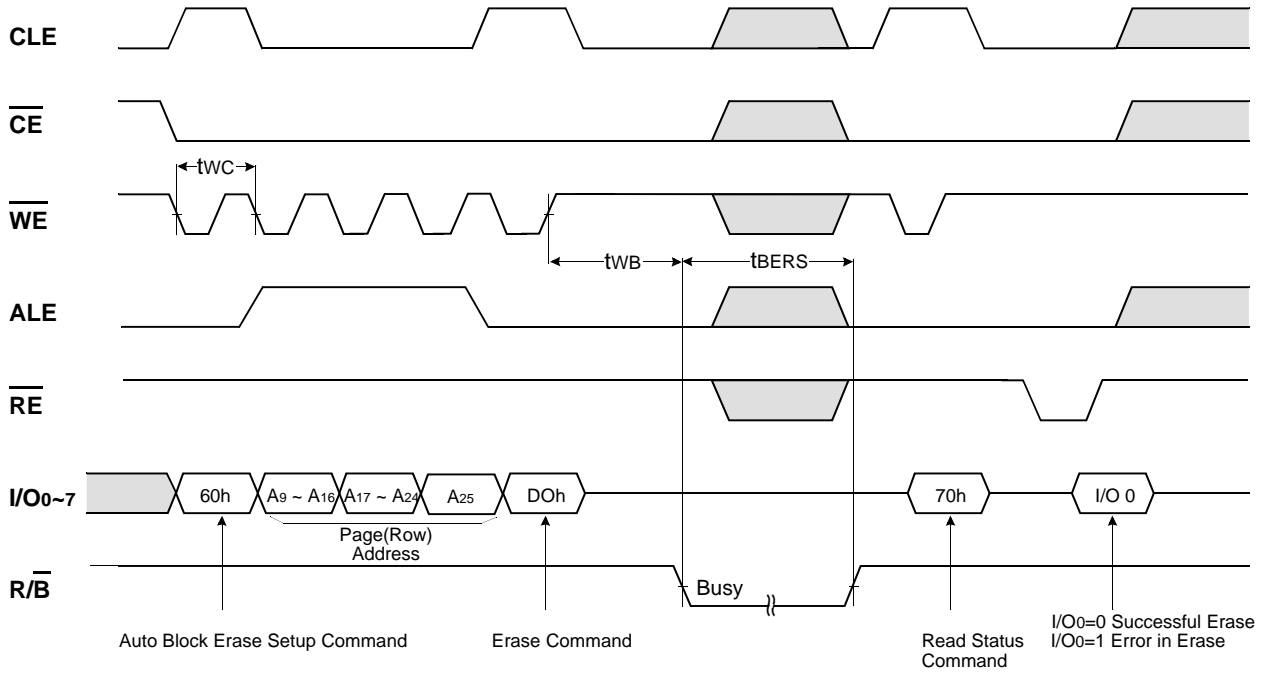 CLE
CE
tWC
WE
tWB
tBERS
ALE
RE
I/O0~7
60h
A9 ~ A16
A17 ~ A24
A25
DOh
70h
I/O 0
Page(Row)
Address
R/B
Busy
Auto Block Erase Setup Command
Erase Command
Read Status
Command
I/O0=0 Successful Erase
I/O0=1 Error in Erase